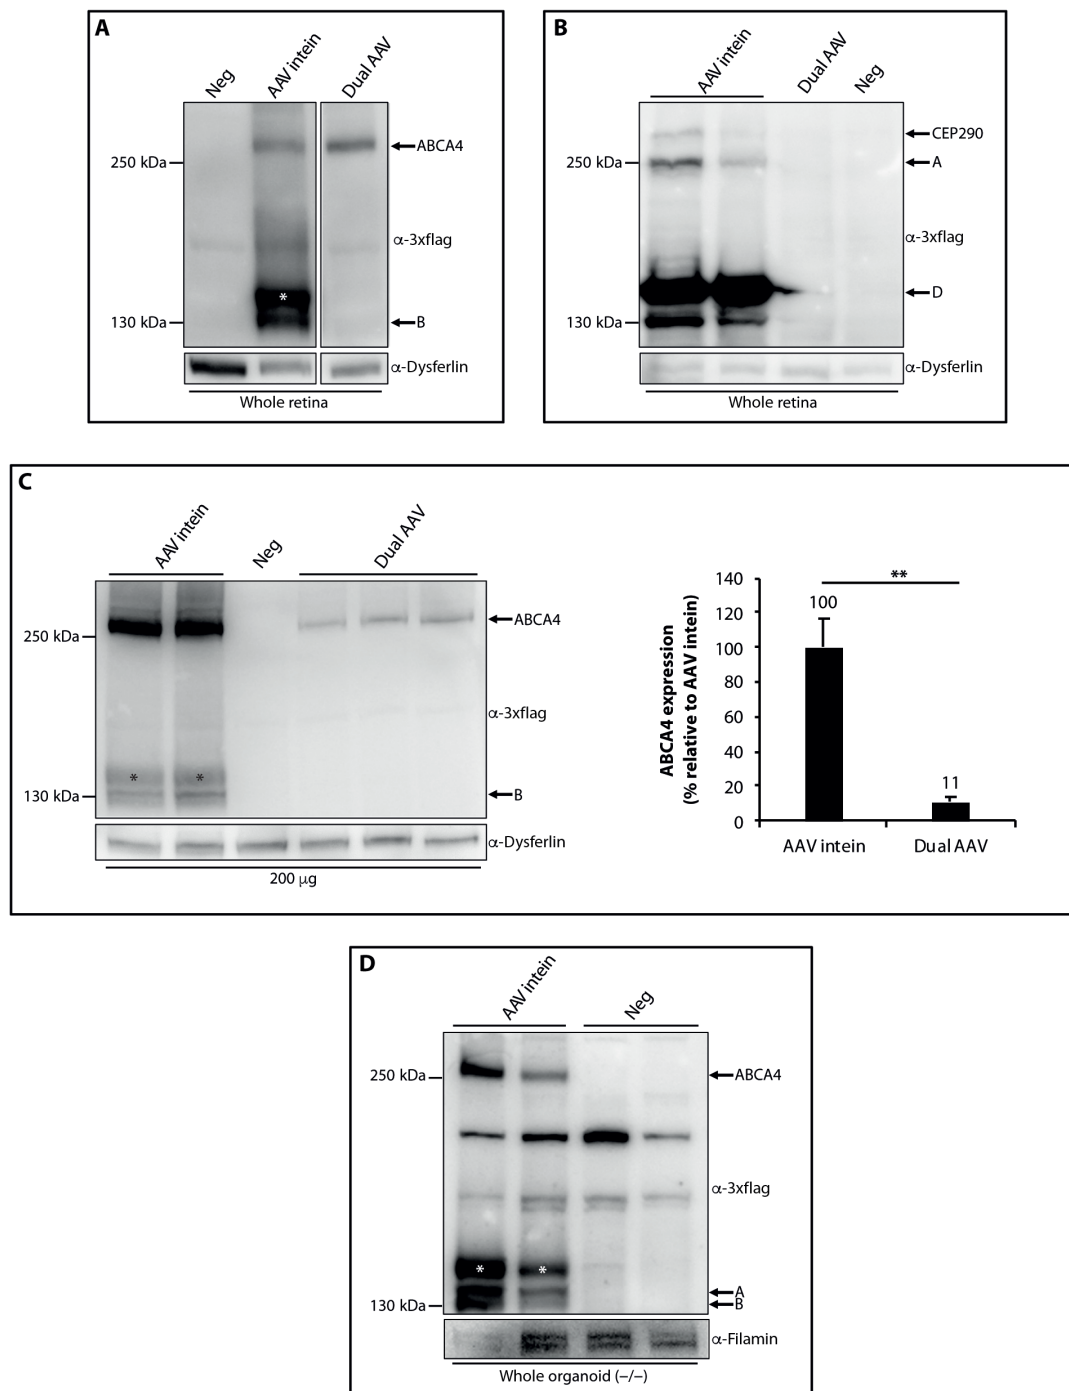 A
Neg
AAV intein
Dual AAV
ABCA4
250 kDa
α-3xflag
*
130 kDa
B
α-Dysferlin
Whole retina
B
AAV intein
Dual AAV
Neg
CEP290
250 kDa
A
α-3xflag
D
130 kDa
α-Dysferlin
Whole retina
C
AAV intein
Neg
Dual AAV
ABCA4
250 kDa
α-3xflag
* *
130 kDa
B
α-Dysferlin
200 µg
ABCA4 expression
(% relative to AAV intein)
140
120
100
80
60
40
20
0
**
100
11
AAV intein
Dual AAV
D
AAV intein
Neg
250 kDa
ABCA4
α-3xflag
* *
A
130 kDa
B
α-Filamin
Whole organoid (−/−)